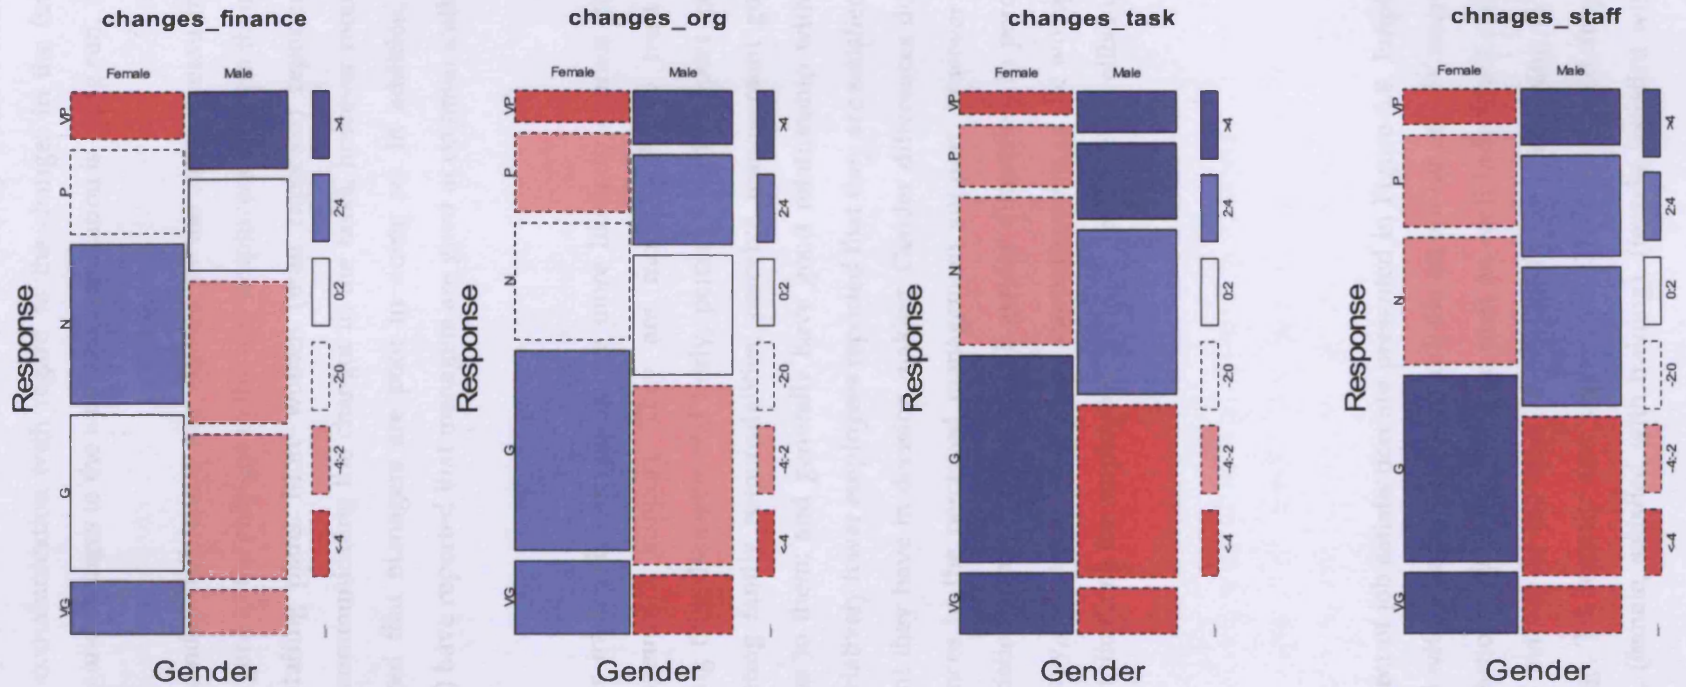 changes_finance
Female Male
VP
P
N
G
VG
Response
>4
2:4
0:2
-2:0
-4:-2
<4
Gender
changes_org
Female Male
VP
P
N
G
VG
Response
>4
2:4
0:2
-2:0
-4:-2
<4
Gender
changes_task
Female Male
VP
P
N
G
VG
Response
>4
2:4
0:2
-2:0
-4:-2
<4
Gender
chnages_staff
Female Male
VP
P
N
G
VG
Response
>4
2:4
0:2
-2:0
-4:-2
<4
Gender